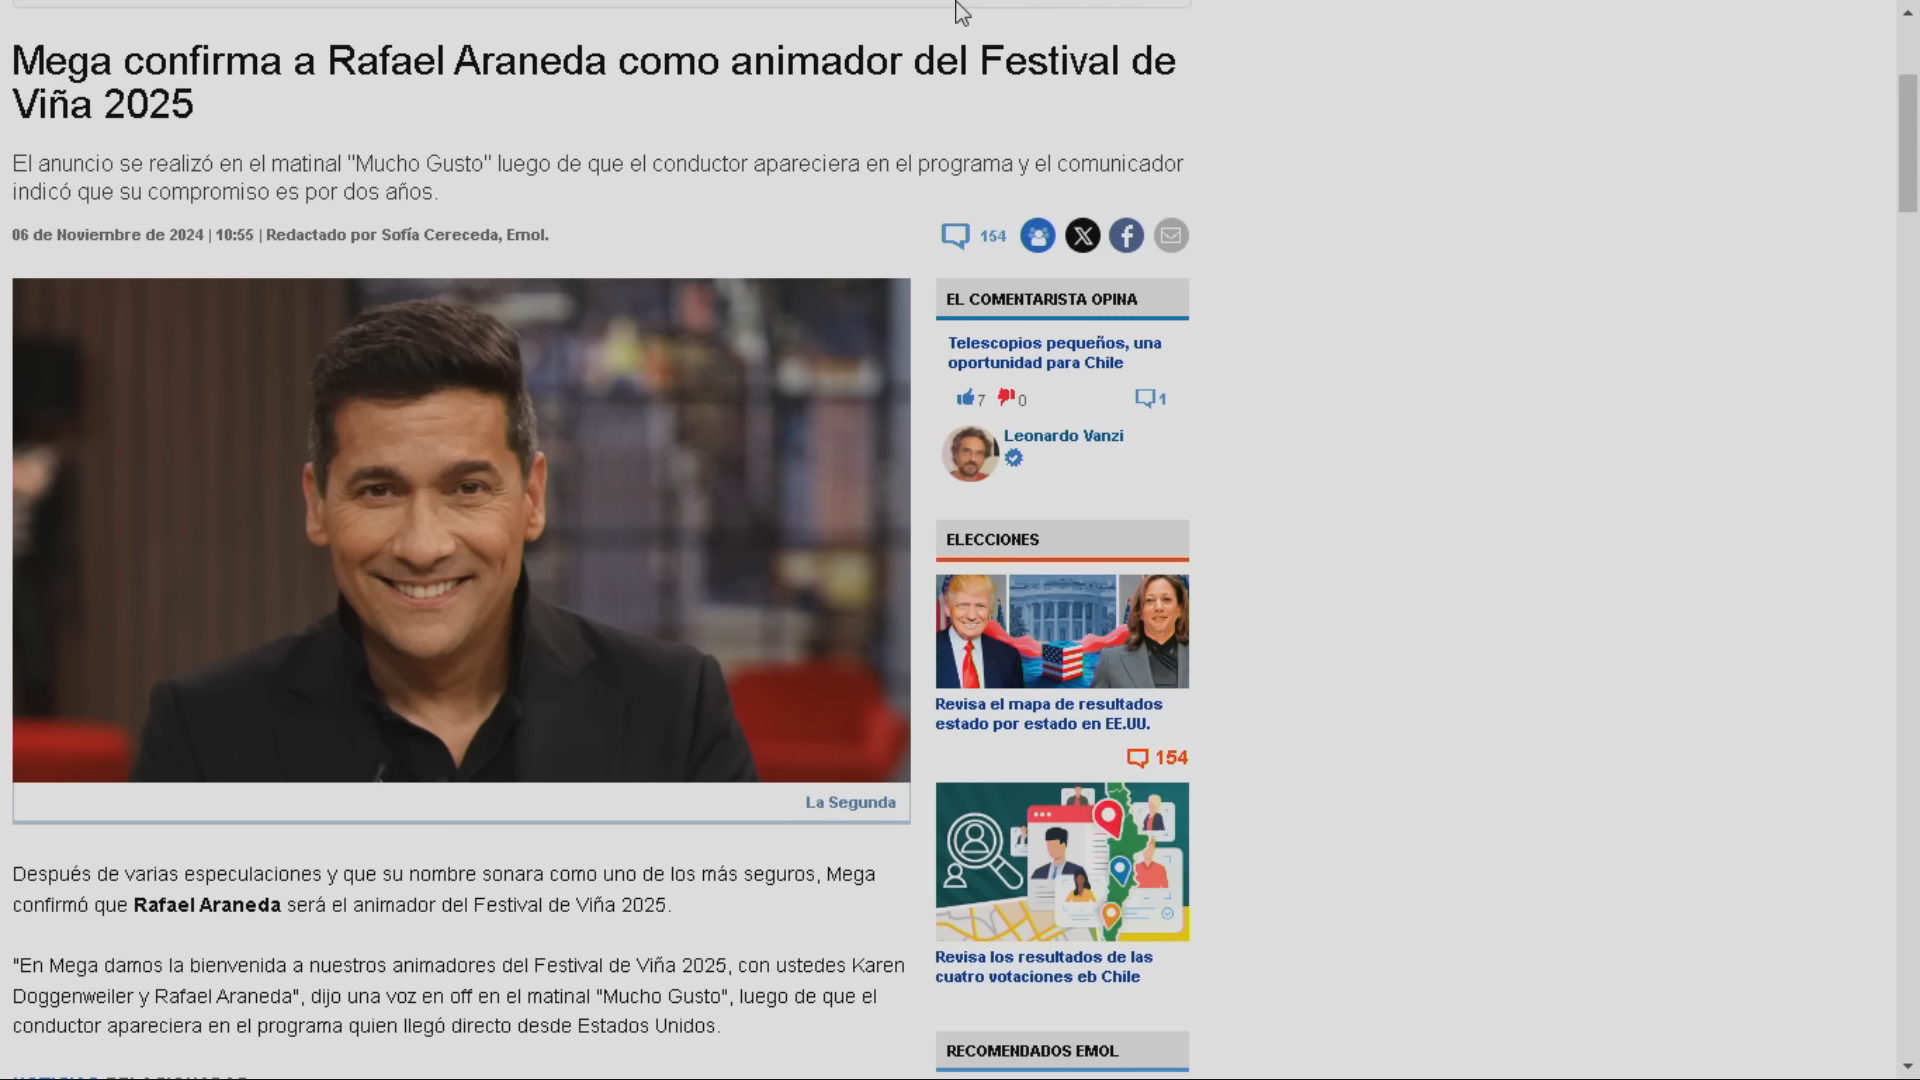 Mega confirma a Rafael Araneda como animador del Festival de
Viña 2025
El anuncio se realizó en el matinal "Mucho Gusto" luego de que el conductor apareciera en el programa y el comunicador
indicó que su compromiso es por dos años.
06 de Noviembre de 2024 | 10:55 | Redactado por Sofía Cereceda, Emol.
154
La Segunda
Después de varias especulaciones y que su nombre sonara como uno de los más seguros, Mega
confirmó que Rafael Araneda será el animador del Festival de Viña 2025.
"En Mega damos la bienvenida a nuestros animadores del Festival de Viña 2025, con ustedes Karen
Doggenweiler y Rafael Araneda", dijo una voz en off en el matinal "Mucho Gusto", luego de que el
conductor apareciera en el programa quien llegó directo desde Estados Unidos.
EL COMENTARISTA OPINA
Telescopios pequeños, una
oportunidad para Chile
7 0 1
Leonardo Vanzi
ELECCIONES
Revisa el mapa de resultados
estado por estado en EE.UU.
154
Revisa los resultados de las
cuatro votaciones eb Chile
RECOMENDADOS EMOL